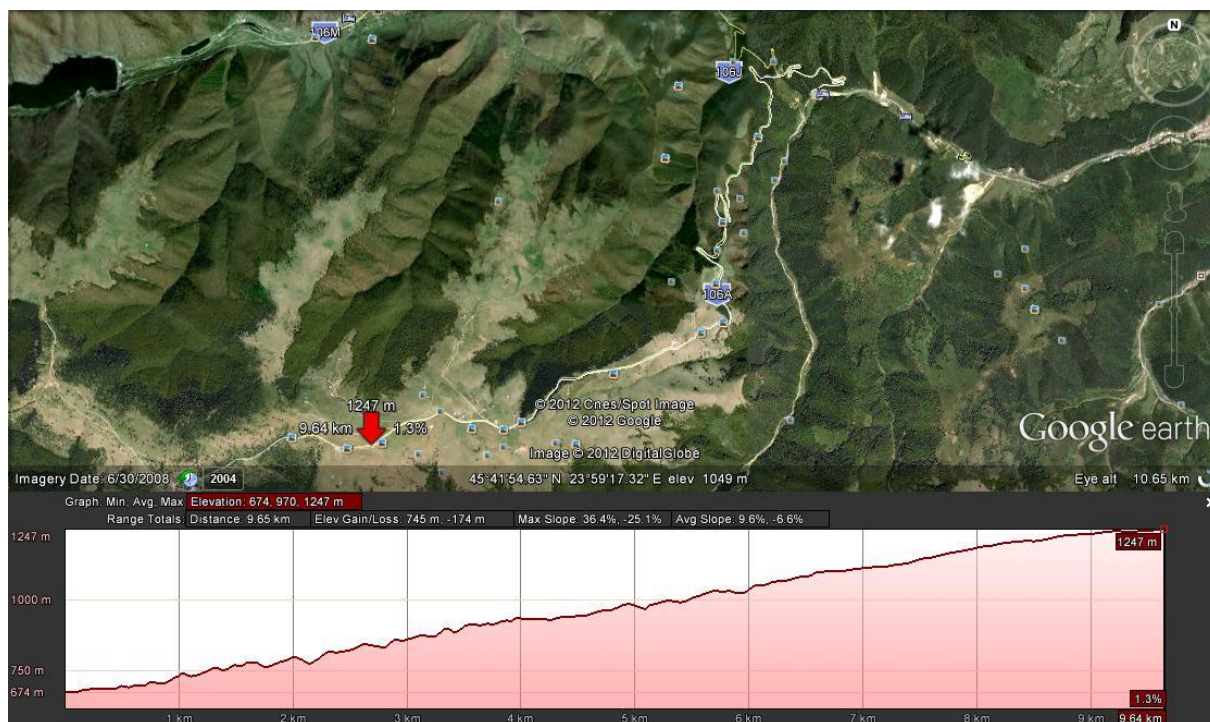 N
106M
106J
106A
1247 m
9.64 km 1.3%
© 2012 Cnes/Spot Image
© 2012 Google
Image © 2012 DigitalGlobe
Google earth
Imagery Date: 6/30/2008 2004 45°41'54.63" N 23°59'17.32" E elev 1049 m Eye alt 10.65 km
Graph: Min, Avg, Max Elevation: 674, 970, 1247 m
Range Totals: Distance: 9.65 km Elev Gain/Loss: 745 m, -174 m Max Slope: 36.4%, -25.1% Avg Slope: 9.6%, -6.6%
1247 m
1247 m
1000 m
750 m
674 m
1.3%
1 km 2 km 3 km 4 km 5 km 6 km 7 km 8 km 9 km 9.64 km